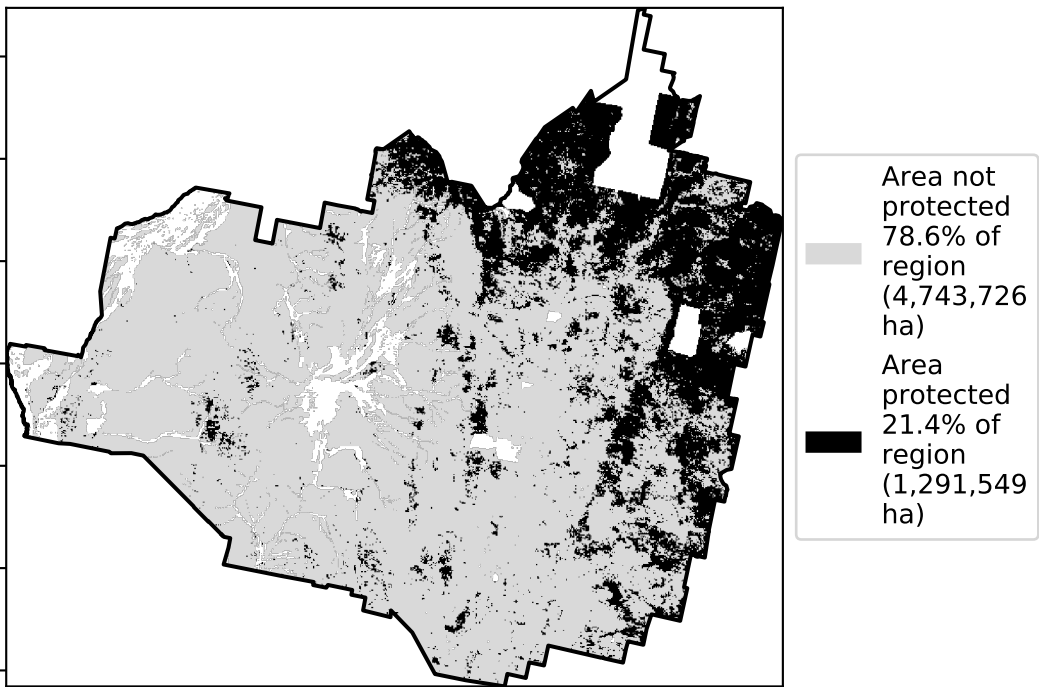 Area not
protected
78.6% of
region
(4,743,726
ha)
Area
protected
21.4% of
region
(1,291,549
ha)